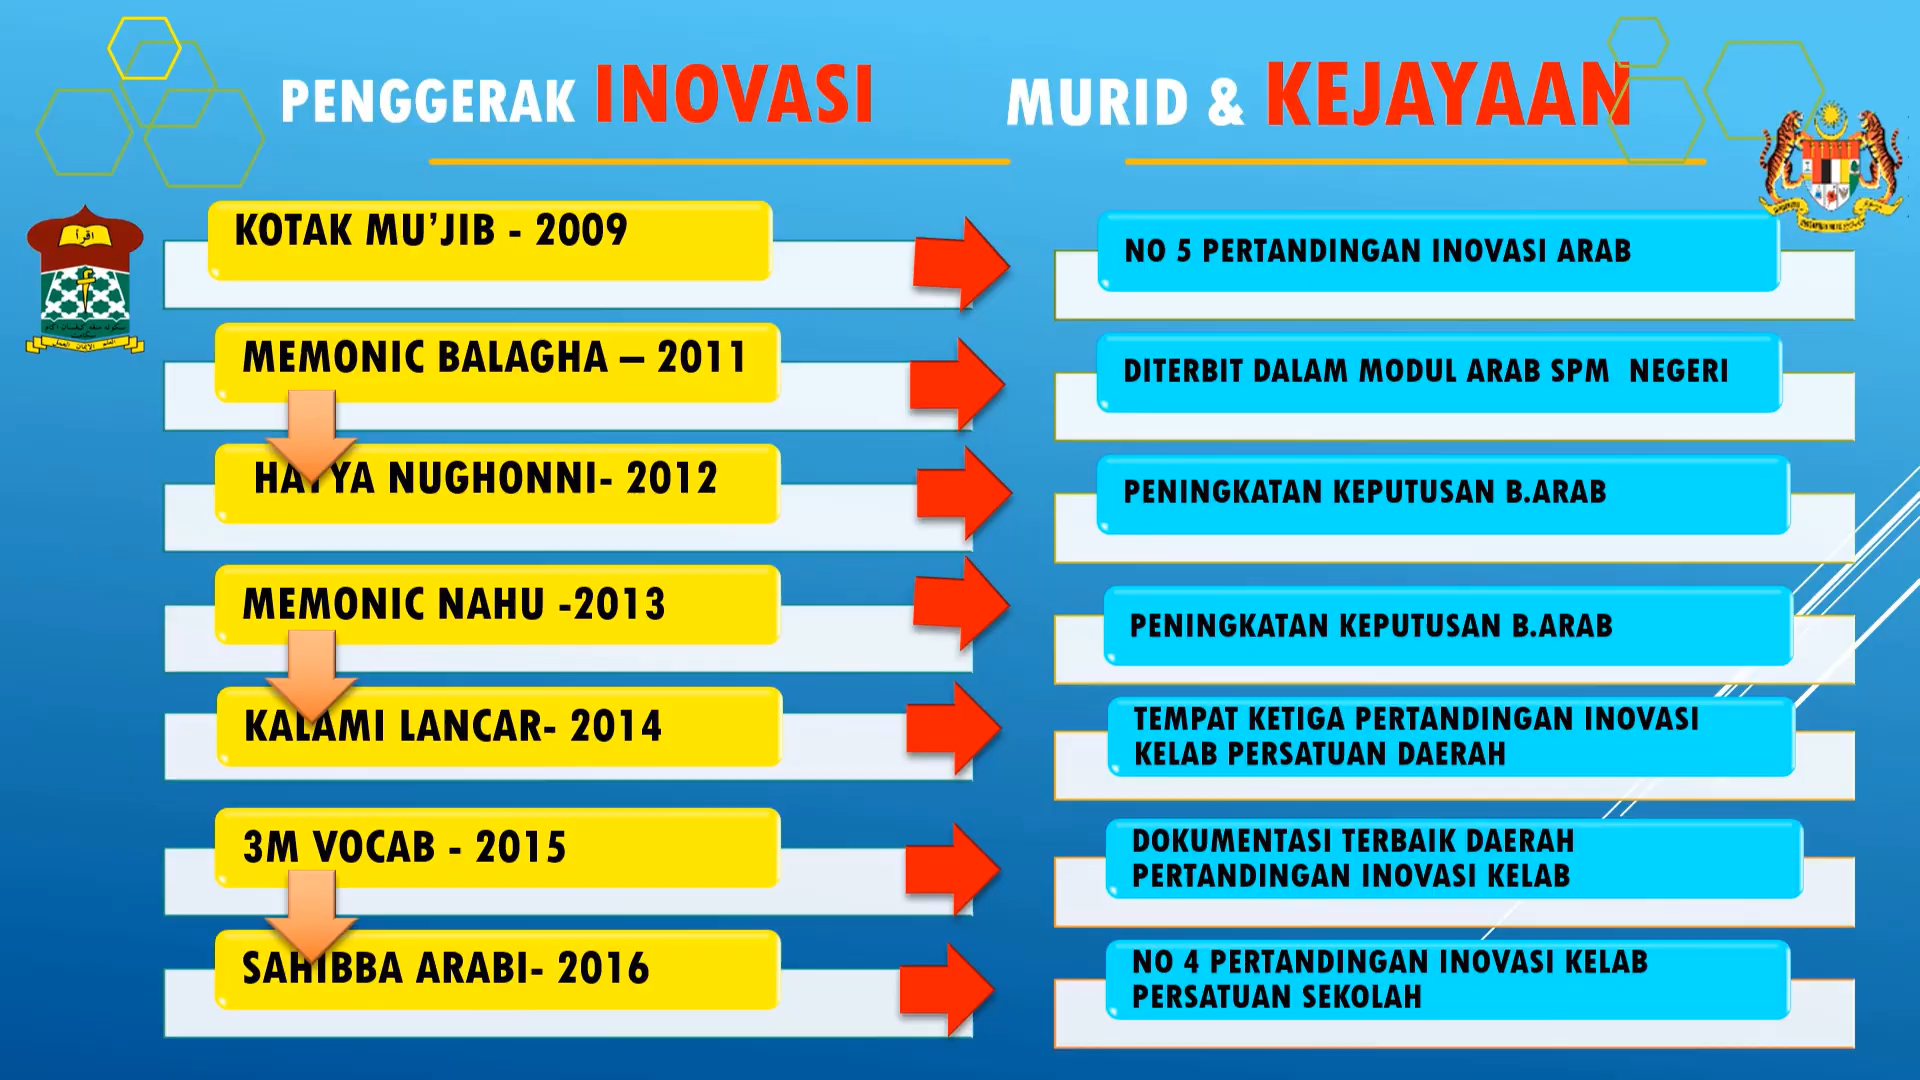 PENGGERAK INOVASI
MURID & KEJAYAAN
KOTAK MU’JIB - 2009
NO 5 PERTANDINGAN INOVASI ARAB
MEMONIC BALAGHA – 2011
DITERBIT DALAM MODUL ARAB SPM NEGERI
NUGHONNI- 2012
PENINGKATAN KEPUTUSAN B.ARAB
MEMONIC NAHU -2013
PENINGKATAN KEPUTUSAN B.ARAB
KALAMI LANCAR- 2014
TEMPAT KETIGA PERTANDINGAN INOVASI
KELAB PERSATUAN DAERAH
3M VOCAB - 2015
DOKUMENTASI TERBAIK DAERAH
PERTANDINGAN INOVASI KELAB
SAHIBBA ARABI- 2016
NO 4 PERTANDINGAN INOVASI KELAB
PERSATUAN SEKOLAH
اقرأ